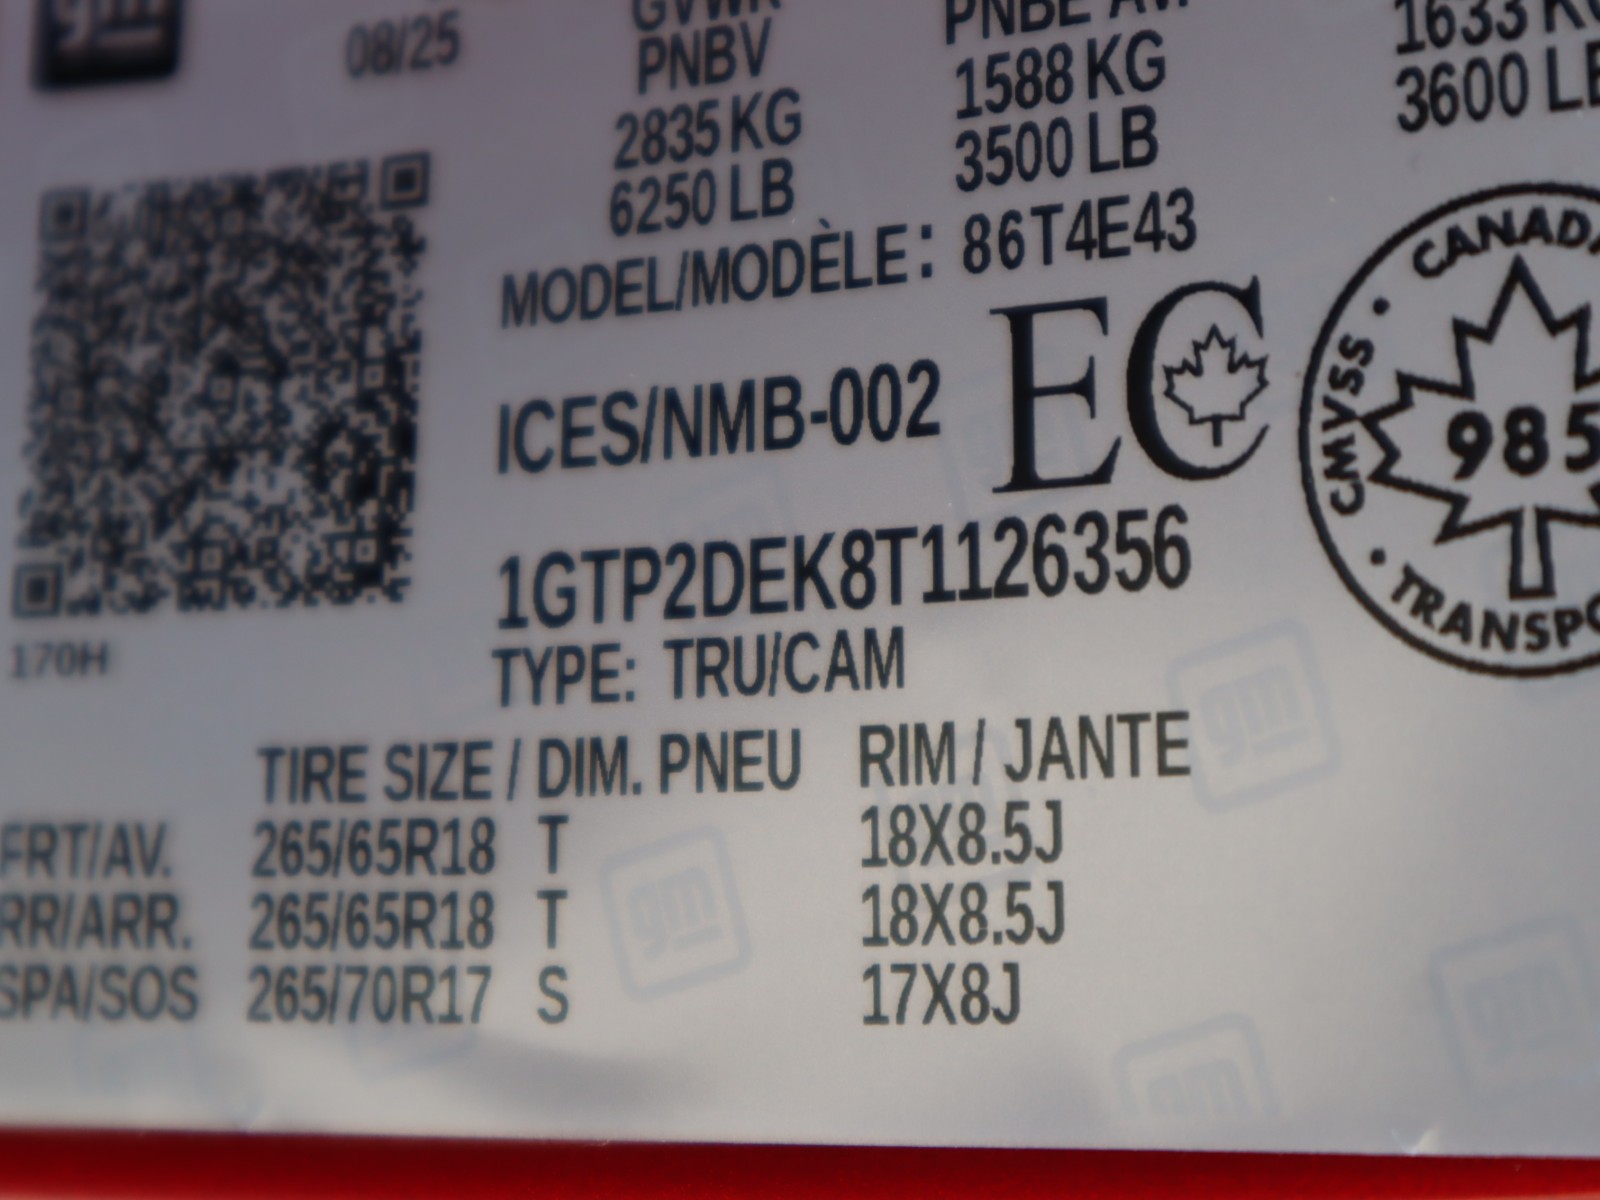 gm
08/25
GVWR
PNBV
2835 KG
6250 LB
PNBE AV.
1588 KG
3500 LB
1633 KG
3600 LB
MODEL/MODÈLE: 86T4E43
ICES/NMB-002
EC
CANADA
CMVSS
985
TRANSPO
1GTP2DEK8T1126356
170H
TYPE: TRU/CAM
TIRE SIZE / DIM. PNEU RIM / JANTE
FRT/AV. 265/65R18 T 18X8.5J
RR/ARR. 265/65R18 T 18X8.5J
SPA/SOS 265/70R17 S 17X8J